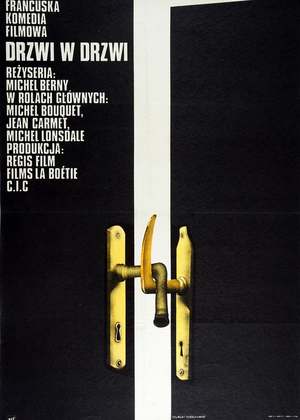 FRANCUSKA
KOMEDIA
FILMOWA
DRZWI W DRZWI
REŻYSERIA:
MICHEL BERNY
W ROLACH GŁÓWNYCH:
MICHEL BOUQUET,
JEAN CARMET,
MICHEL LONSDALE
PRODUKCJA:
REGIS FILM
FILMS LA BOËTIE
C.I.C